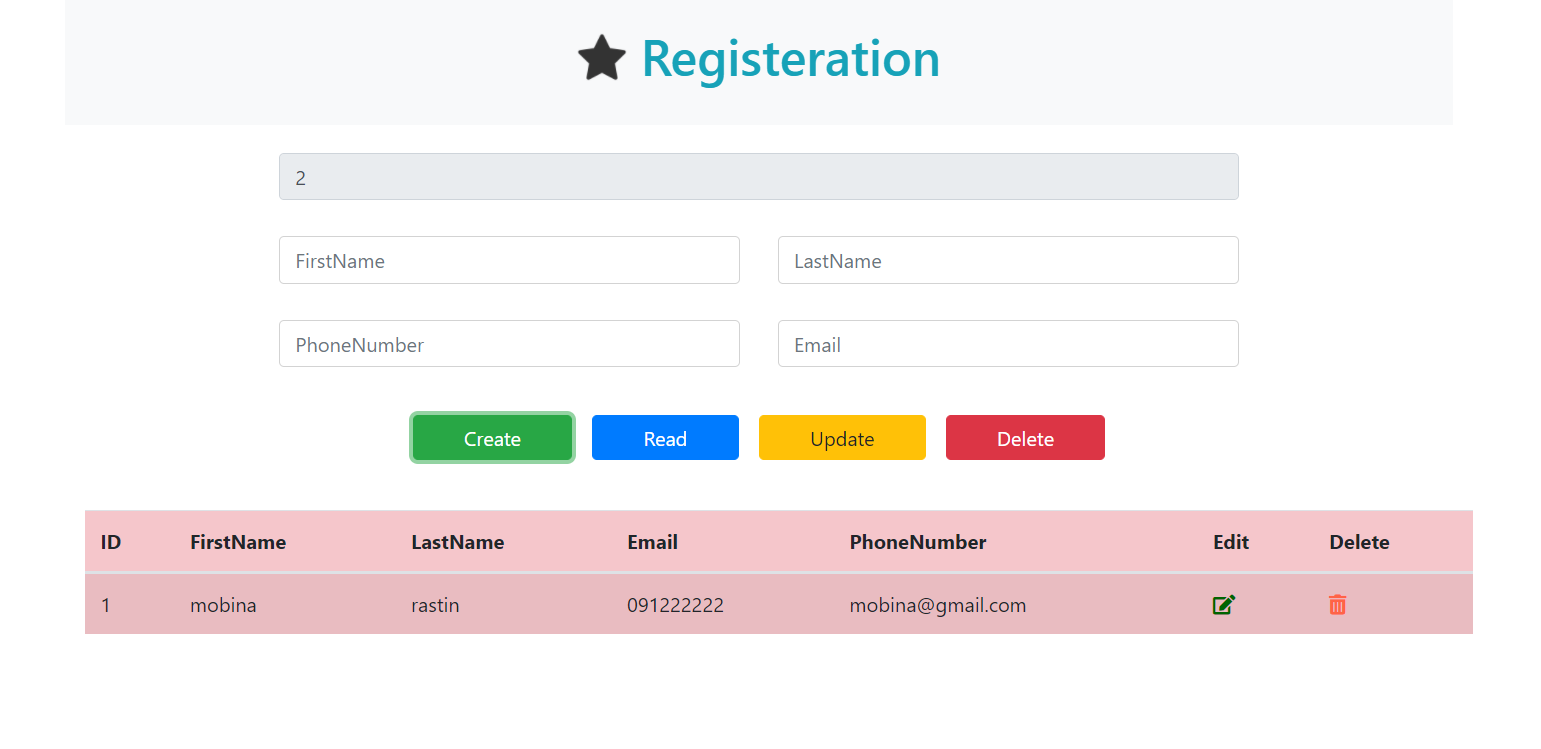 Registeration
2
FirstName LastName
PhoneNumber Email
Create Read Update Delete
ID FirstName LastName Email PhoneNumber Edit Delete
1 mobina rastin 091222222 mobina@gmail.com